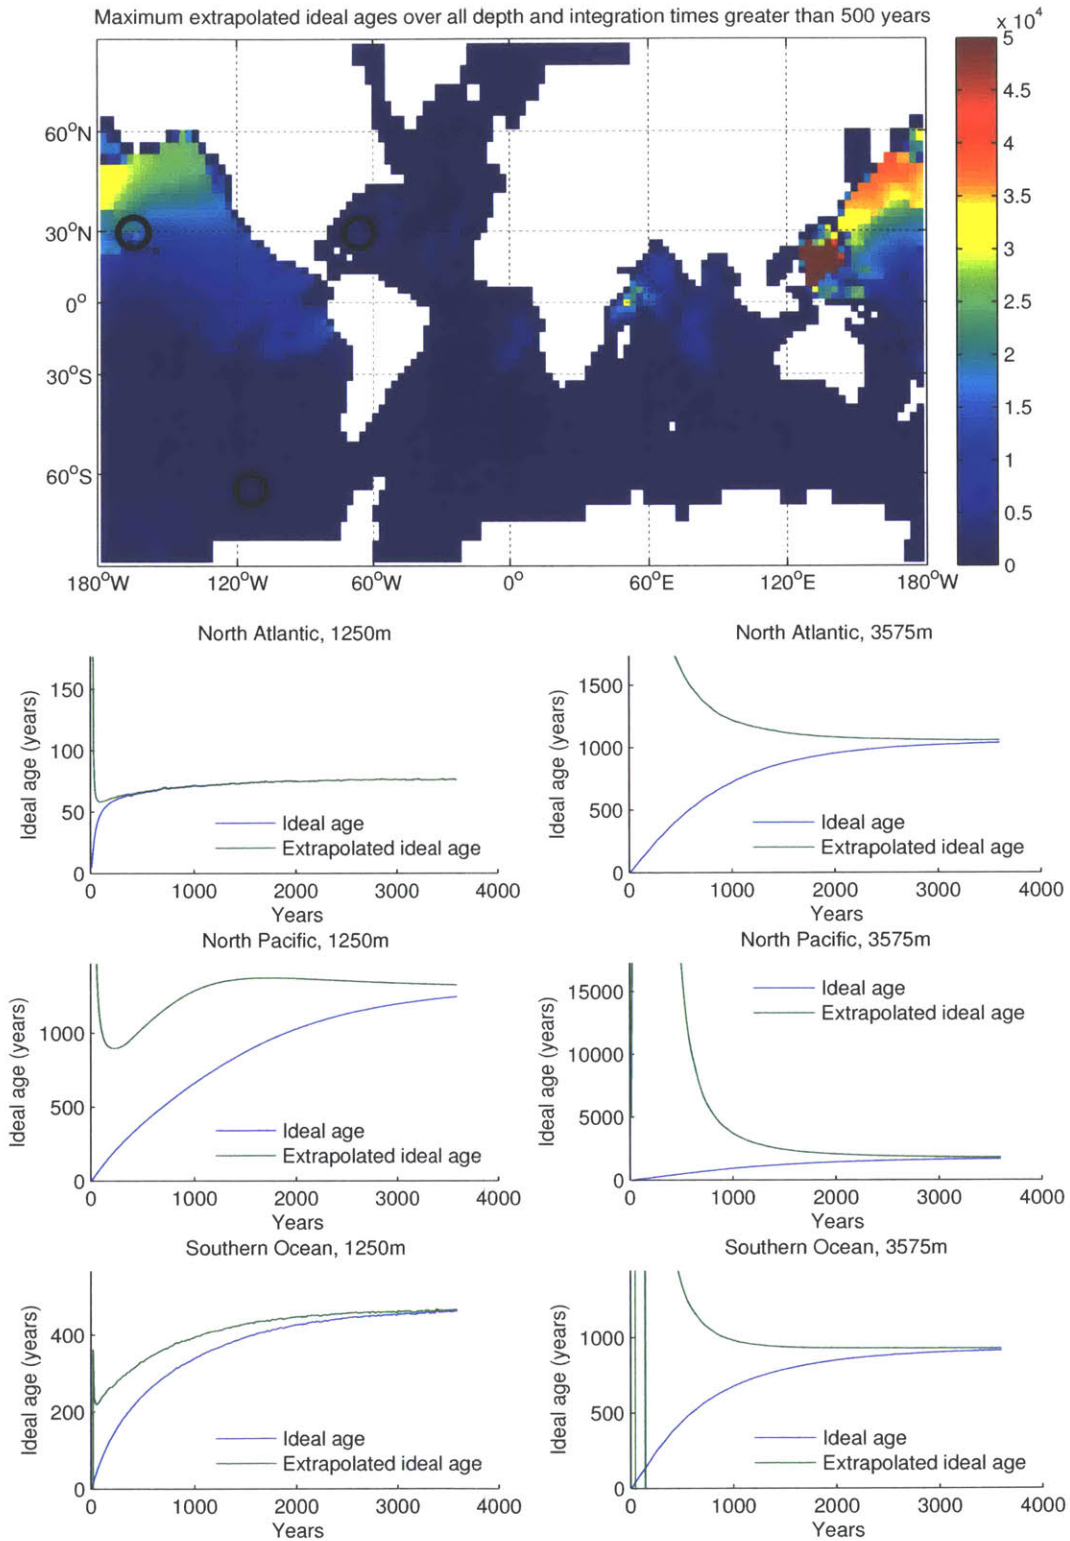 Maximum extrapolated ideal ages over all depth and integration times greater than 500 years
x 10⁴
5
4.5
4
3.5
3
2.5
2
1.5
1
0.5
0
60°N
30°N
0°
30°S
60°S
180°W 120°W 60°W 0° 60°E 120°E 180°W
North Atlantic, 1250m
Ideal age (years)
150
100
50
0
Ideal age
Extrapolated ideal age
0 1000 2000 3000 4000
Years
North Atlantic, 3575m
Ideal age (years)
1500
1000
500
0
Ideal age
Extrapolated ideal age
0 1000 2000 3000 4000
Years
North Pacific, 1250m
Ideal age (years)
1000
500
0
Ideal age
Extrapolated ideal age
0 1000 2000 3000 4000
Years
North Pacific, 3575m
Ideal age (years)
15000
10000
5000
0
Ideal age
Extrapolated ideal age
0 1000 2000 3000 4000
Years
Southern Ocean, 1250m
Ideal age (years)
400
200
0
Ideal age
Extrapolated ideal age
0 1000 2000 3000 4000
Years
Southern Ocean, 3575m
Ideal age (years)
1000
500
0
Ideal age
Extrapolated ideal age
0 1000 2000 3000 4000
Years